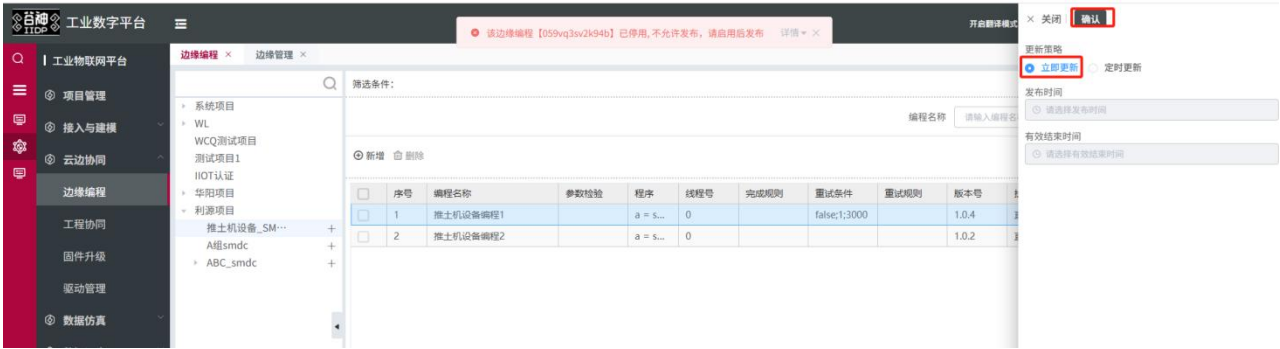 谷神 IIDP 工业数字平台
该边缘编程【059vq3sv2k94b】已停用,不允许发布，请启用后发布 详情
开启翻译模式
× 关闭 确认
工业物联网平台
边缘编程 × 边缘管理 ×
更新策略
立即更新 定时更新
项目管理
筛选条件：
发布时间
请选择发布时间
接入与建模
系统项目
WL
编程名称 请输入编程名
WCQ测试项目
有效结束时间
请选择有效结束时间
云边协同
测试项目1
新增 删除
IIOT认证
边缘编程
华阳项目
序号 编程名称 参数检验 程序 线程号 完成规则 重试条件 重试规则 版本号
利源项目
1 推土机设备编程1 a = s... 0 false;1;3000 1.0.4
推土机设备_SM… +
工程协同
2 推土机设备编程2 a = s... 0 1.0.2
A组smdc +
固件升级
ABC_smdc +
驱动管理
数据仿真